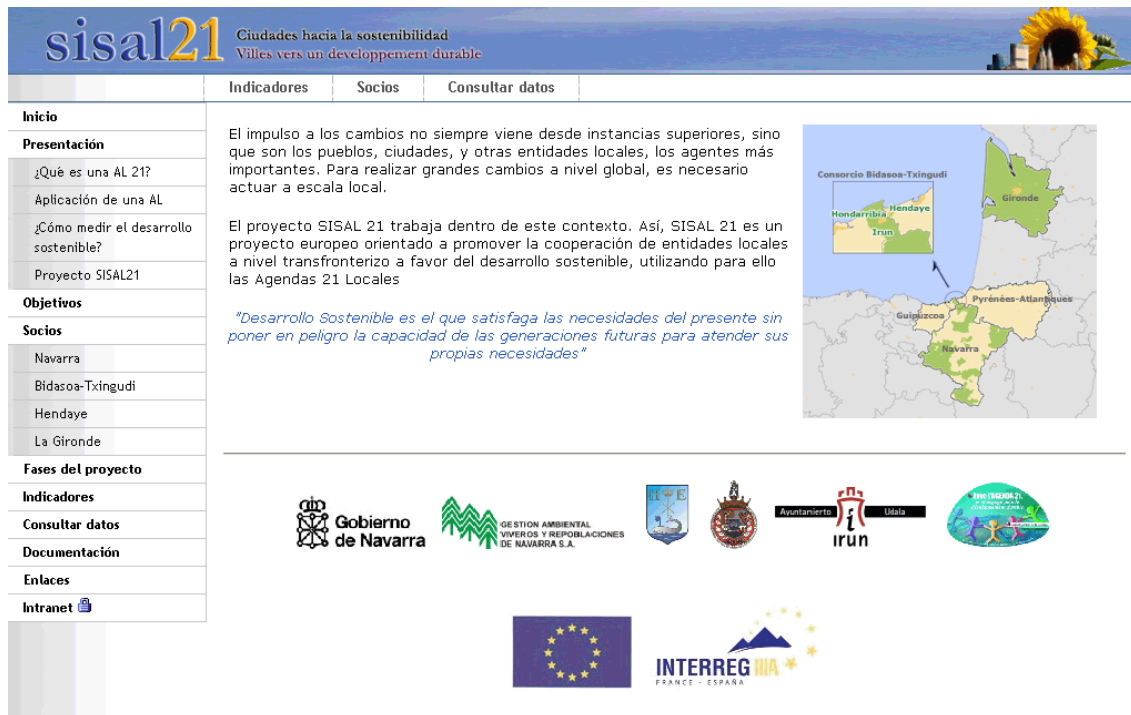 sisal21
Ciudades hacia la sostenibilidad
Villes vers un developpement durable
Indicadores Socios Consultar datos
Inicio
Presentación
¿Qué es una AL 21?
Aplicación de una AL
¿Cómo medir el desarrollo
sostenible?
Proyecto SISAL21
Objetivos
Socios
Navarra
Bidasoa-Txingudi
Hendaye
La Gironde
Fases del proyecto
Indicadores
Consultar datos
Documentación
Enlaces
Intranet
El impulso a los cambios no siempre viene desde instancias superiores, sino
que son los pueblos, ciudades, y otras entidades locales, los agentes más
importantes. Para realizar grandes cambios a nivel global, es necesario
actuar a escala local.
El proyecto SISAL 21 trabaja dentro de este contexto. Así, SISAL 21 es un
proyecto europeo orientado a promover la cooperación de entidades locales
a nivel transfronterizo a favor del desarrollo sostenible, utilizando para ello
las Agendas 21 Locales
"Desarrollo Sostenible es el que satisfaga las necesidades del presente sin
poner en peligro la capacidad de las generaciones futuras para atender sus
propias necesidades"
Consorcio Bidasoa-Txingudi
Hondarribia
Hendaye
Irun
Gironde
Pyrénées-Atlantiques
Guipuzcoa
Navarra
Gobierno
de Navarra
GESTION AMBIENTAL
VIVEROS Y REPOBLACIONES
DE NAVARRA S.A.
H E
Ayuntamiento Udala
irun
Avec l'AGENDA 21,
INTERREG IIIA
FRANCE - ESPAÑA